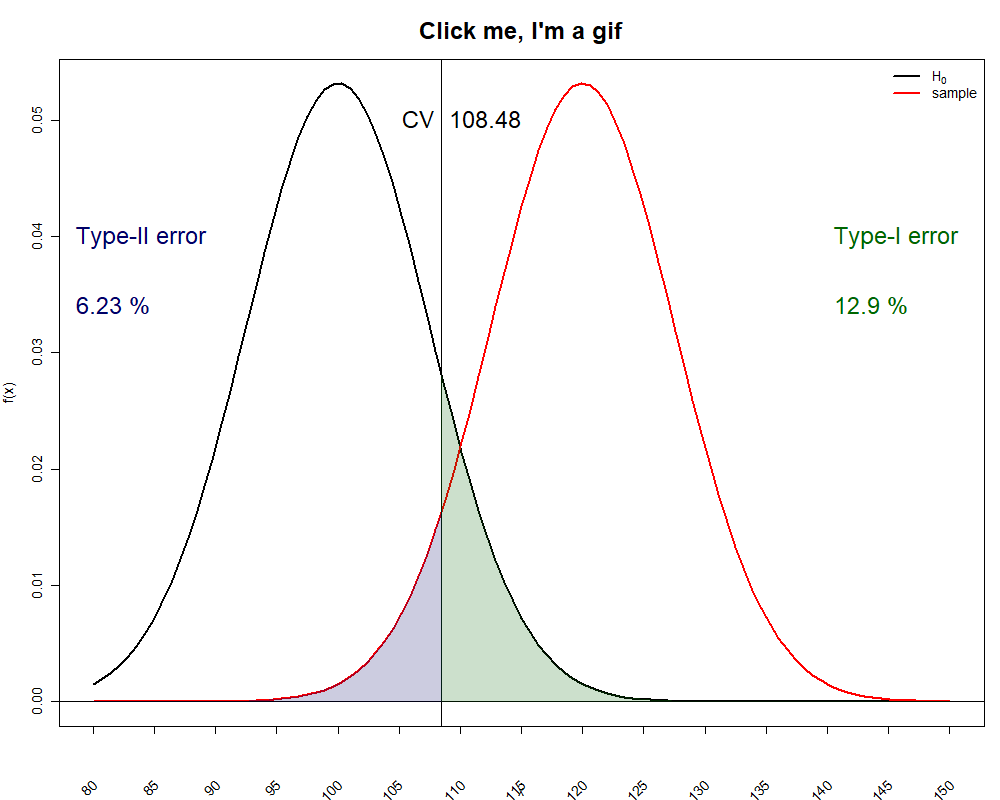 Click me, I'm a gif
H0
sample
CV 108.48
Type-II error
Type-I error
6.23 %
12.9 %
f(x)
0.05
0.04
0.03
0.02
0.01
0.00
80 85 90 95 100 105 110 115 120 125 130 135 140 145 150